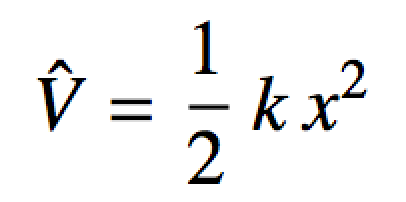 V̂ = 1/2 k x²